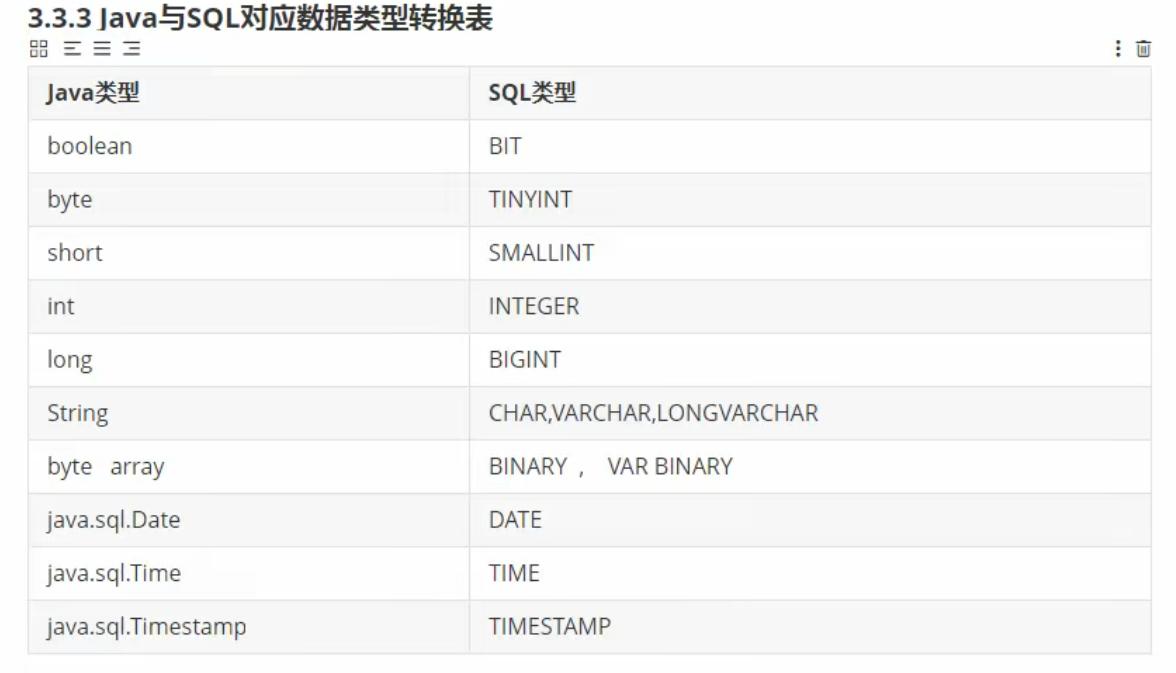 3.3.3 Java与SQL对应数据类型转换表
Java类型 SQL类型
boolean BIT
byte TINYINT
short SMALLINT
int INTEGER
long BIGINT
String CHAR,VARCHAR,LONGVARCHAR
byte array BINARY , VAR BINARY
java.sql.Date DATE
java.sql.Time TIME
java.sql.Timestamp TIMESTAMP